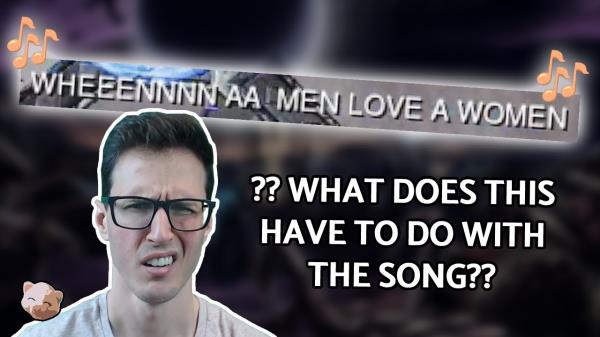 WHEEENNNN AA MEN LOVE A WOMEN
?? WHAT DOES THIS
HAVE TO DO WITH
THE SONG??